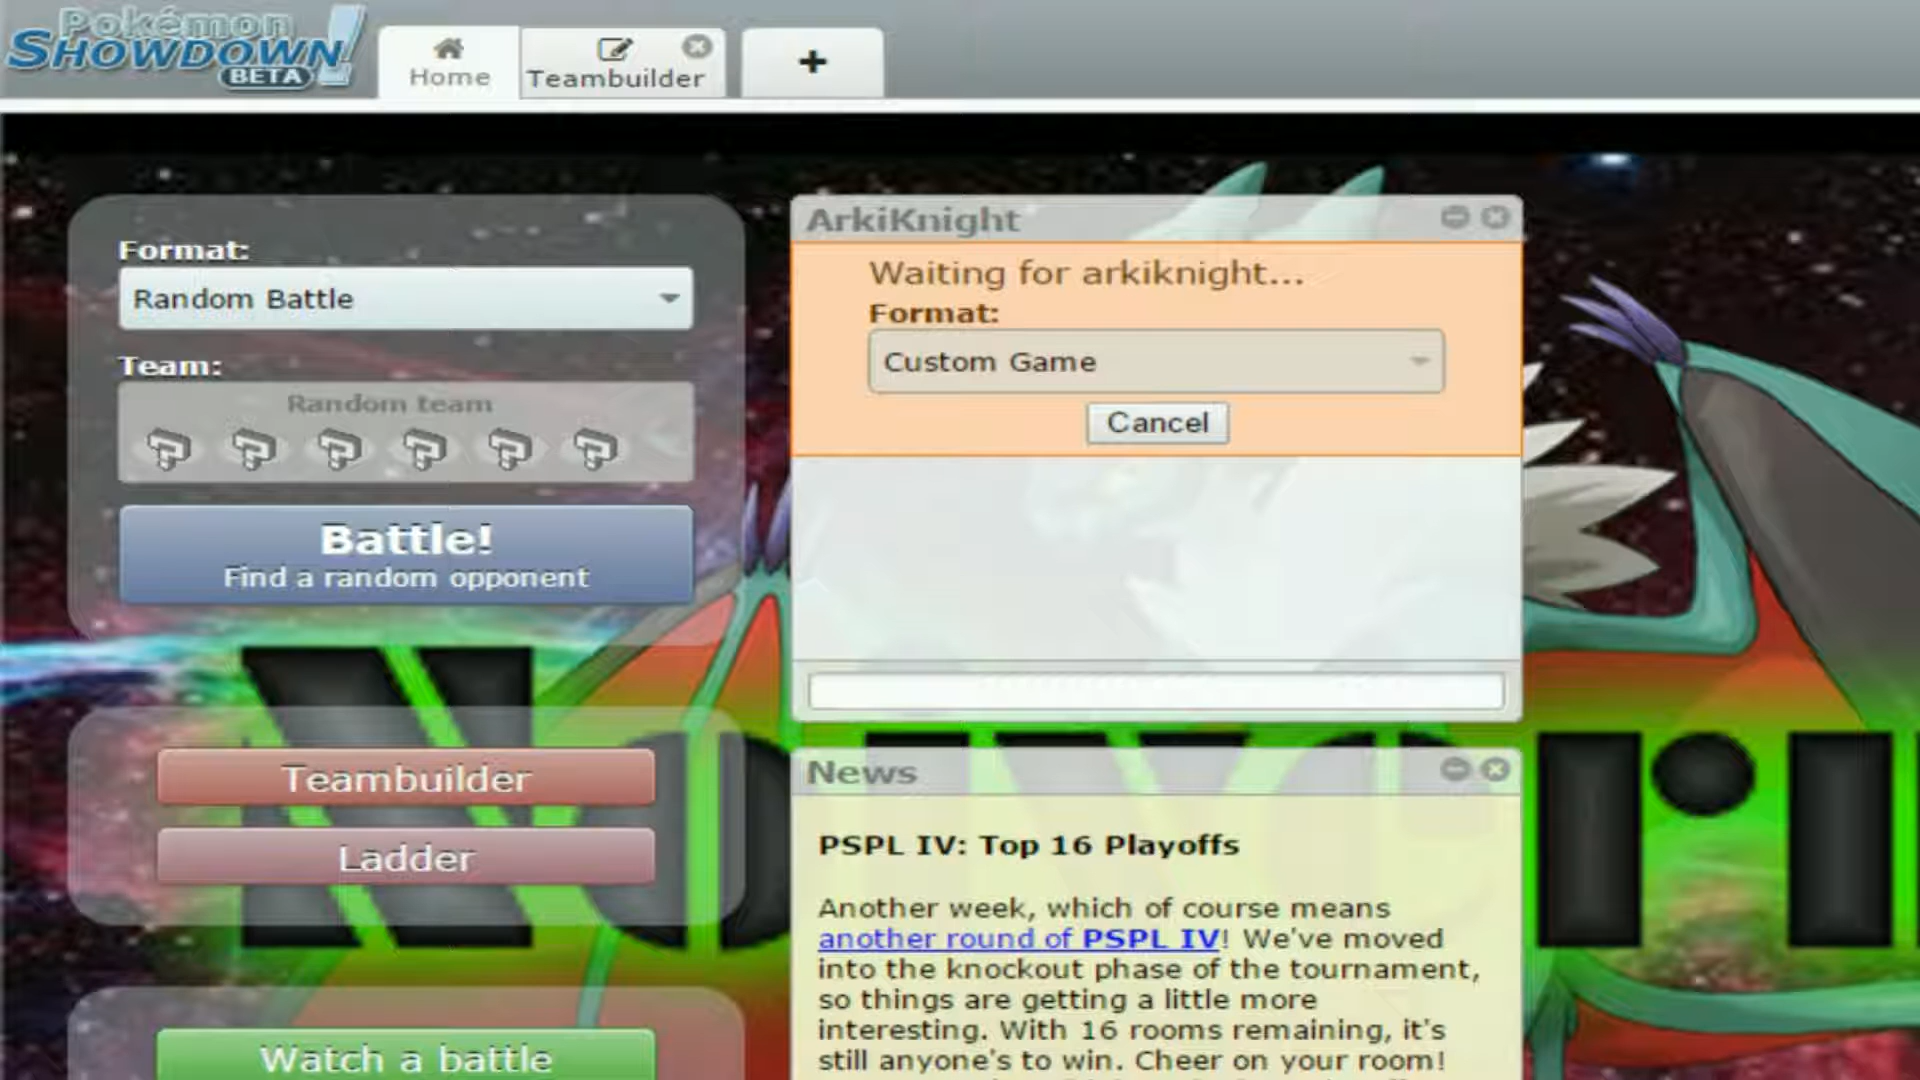 Pokémon
SHOWDOWN!
BETA
Home
Teambuilder
+
Format:
Random Battle
Team:
Random team
? ? ? ? ? ?
Battle!
Find a random opponent
Teambuilder
Ladder
Watch a battle
ArkiKnight
Waiting for arkiknight...
Format:
Custom Game
Cancel
News
PSPL IV: Top 16 Playoffs
Another week, which of course means
another round of PSPL IV! We've moved
into the knockout phase of the tournament,
so things are getting a little more
interesting. With 16 rooms remaining, it's
still anyone's to win. Cheer on your room!